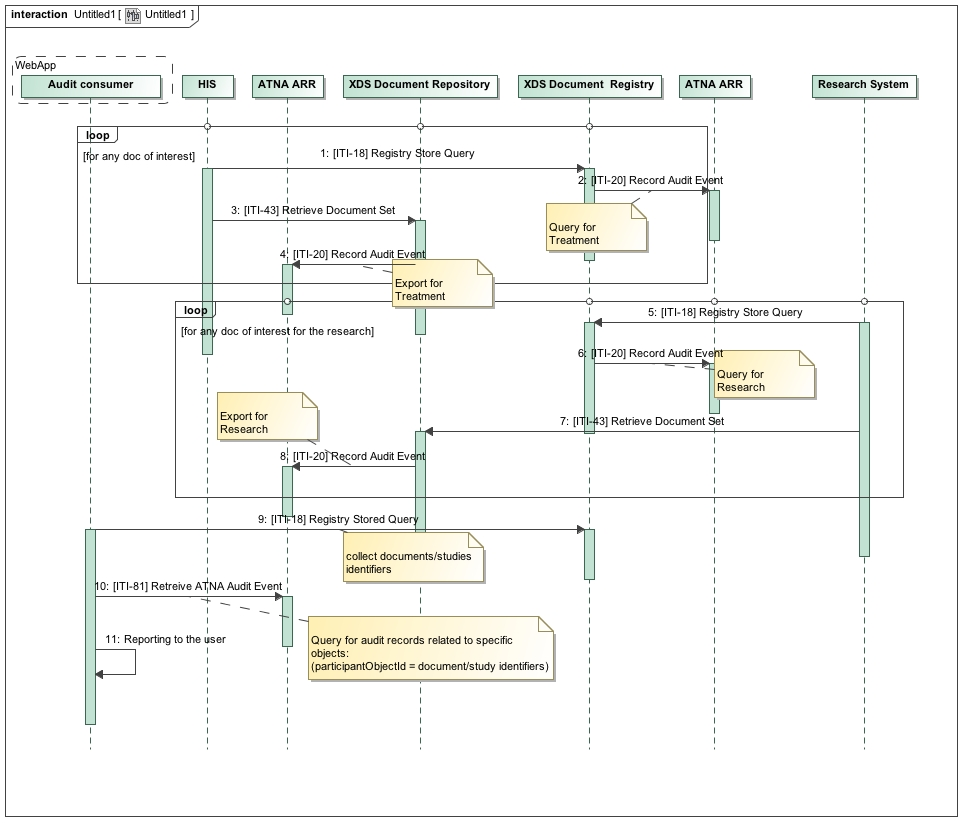 interaction Untitled1 [ Untitled1 ]
WebApp
Audit consumer
HIS
ATNA ARR
XDS Document Repository
XDS Document Registry
ATNA ARR
Research System
loop
[for any doc of interest]
1: [ITI-18] Registry Store Query
2: [ITI-20] Record Audit Event
3: [ITI-43] Retrieve Document Set
Query for
Treatment
4: [ITI-20] Record Audit Event
Export for
Treatment
loop
[for any doc of interest for the research]
5: [ITI-18] Registry Store Query
6: [ITI-20] Record Audit Event
Query for
Research
Export for
Research
7: [ITI-43] Retrieve Document Set
8: [ITI-20] Record Audit Event
9: [ITI-18] Registry Stored Query
collect documents/studies
identifiers
10: [ITI-81] Retreive ATNA Audit Event
11: Reporting to the user
Query for audit records related to specific
objects:
(participantObjectId = document/study identifiers)